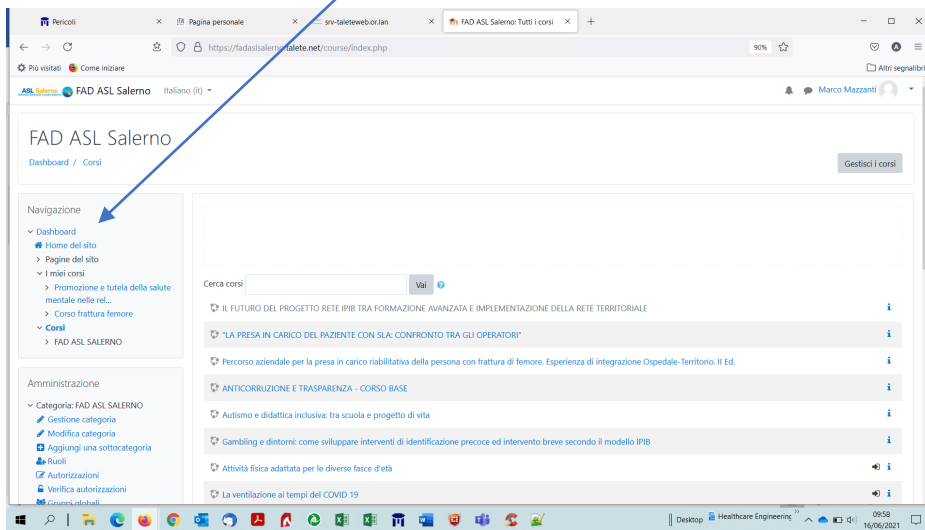 Pericoli
Pagina personale
srv-taleteweb.or.lan
FAD ASL Salerno: Tutti i corsi
https://fadaslsalerno.talete.net/course/index.php
90%
Più visitati
Come iniziare
Altri segnalibri
ASL Salerno
FAD ASL Salerno
Italiano (it)
Marco Mazzanti
FAD ASL Salerno
Dashboard / Corsi
Gestisci i corsi
Navigazione
Dashboard
Home del sito
Pagine del sito
I miei corsi
Promozione e tutela della salute
mentale nelle rel...
Corso frattura femore
Corsi
FAD ASL SALERNO
Amministrazione
Categoria: FAD ASL SALERNO
Gestione categoria
Modifica categoria
Aggiungi una sottocategoria
Ruoli
Autorizzazioni
Verifica autorizzazioni
Gruppi globali
Cerca corsi
Vai
IL FUTURO DEL PROGETTO RETE IPIB TRA FORMAZIONE AVANZATA E IMPLEMENTAZIONE DELLA RETE TERRITORIALE
"LA PRESA IN CARICO DEL PAZIENTE CON SLA: CONFRONTO TRA GLI OPERATORI"
Percorso aziendale per la presa in carico riabilitativa della persona con frattura di femore. Esperienza di integrazione Ospedale-Territorio. II Ed.
ANTICORRUZIONE E TRASPARENZA - CORSO BASE
Autismo e didattica inclusiva: tra scuola e progetto di vita
Gambling e dintorni: come sviluppare interventi di identificazione precoce ed intervento breve secondo il modello IPIB
Attività fisica adattata per le diverse fasce d'età
La ventilazione ai tempi del COVID 19
Desktop
Healthcare Engineering
09:58
16/06/2021